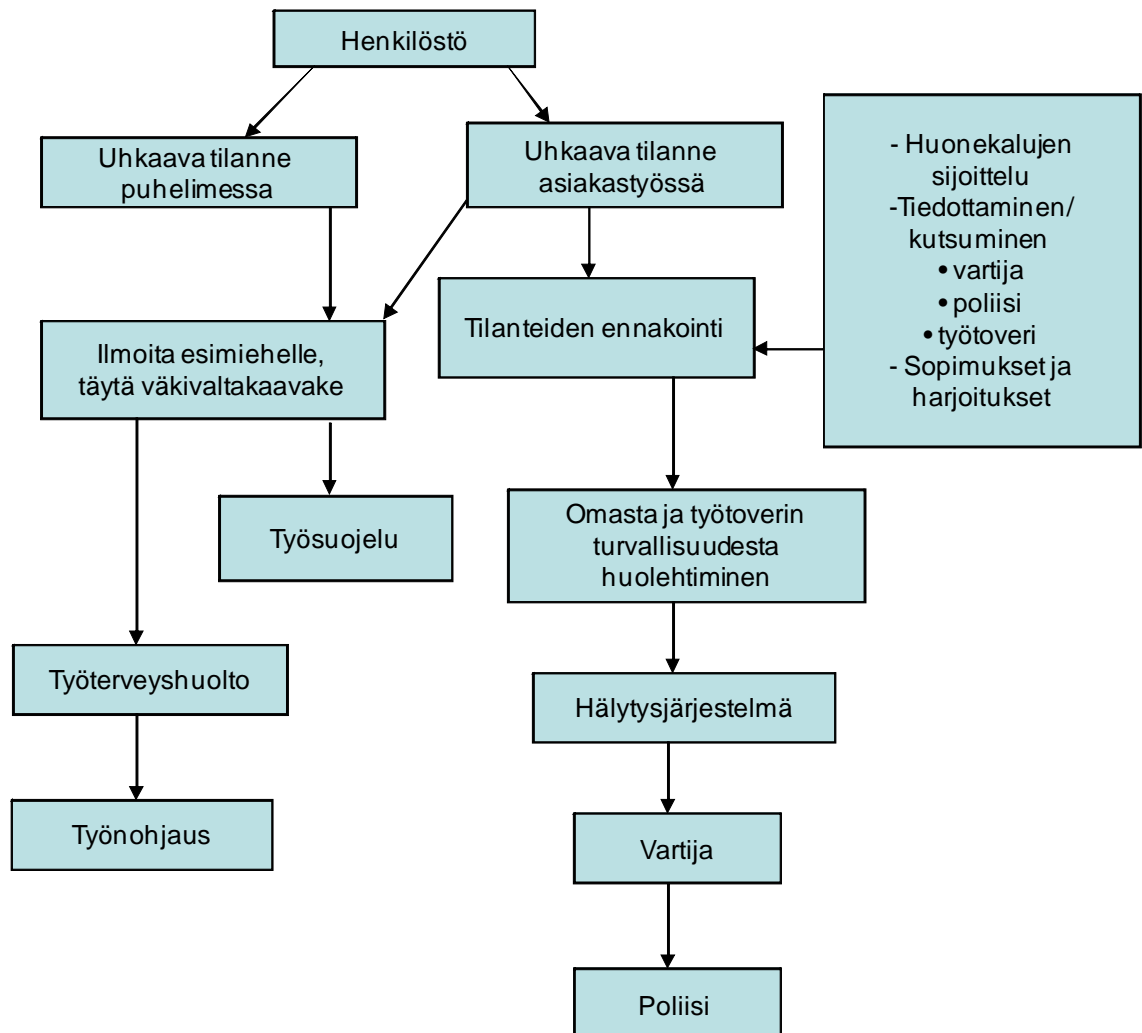 Henkilöstö
Uhkaava tilanne
puhelimessa
Uhkaava tilanne
asiakastyössä
- Huonekalujen
sijoittelu
-Tiedottaminen/
kutsuminen
• vartija
• poliisi
• työtoveri
- Sopimukset ja
harjoitukset
Tilanteiden ennakointi
Ilmoita esimiehelle,
täytä väkivaltakaavake
Työsuojelu
Omasta ja työtoverin
turvallisuudesta
huolehtiminen
Työterveyshuolto
Hälytysjärjestelmä
Työnohjaus
Vartija
Poliisi